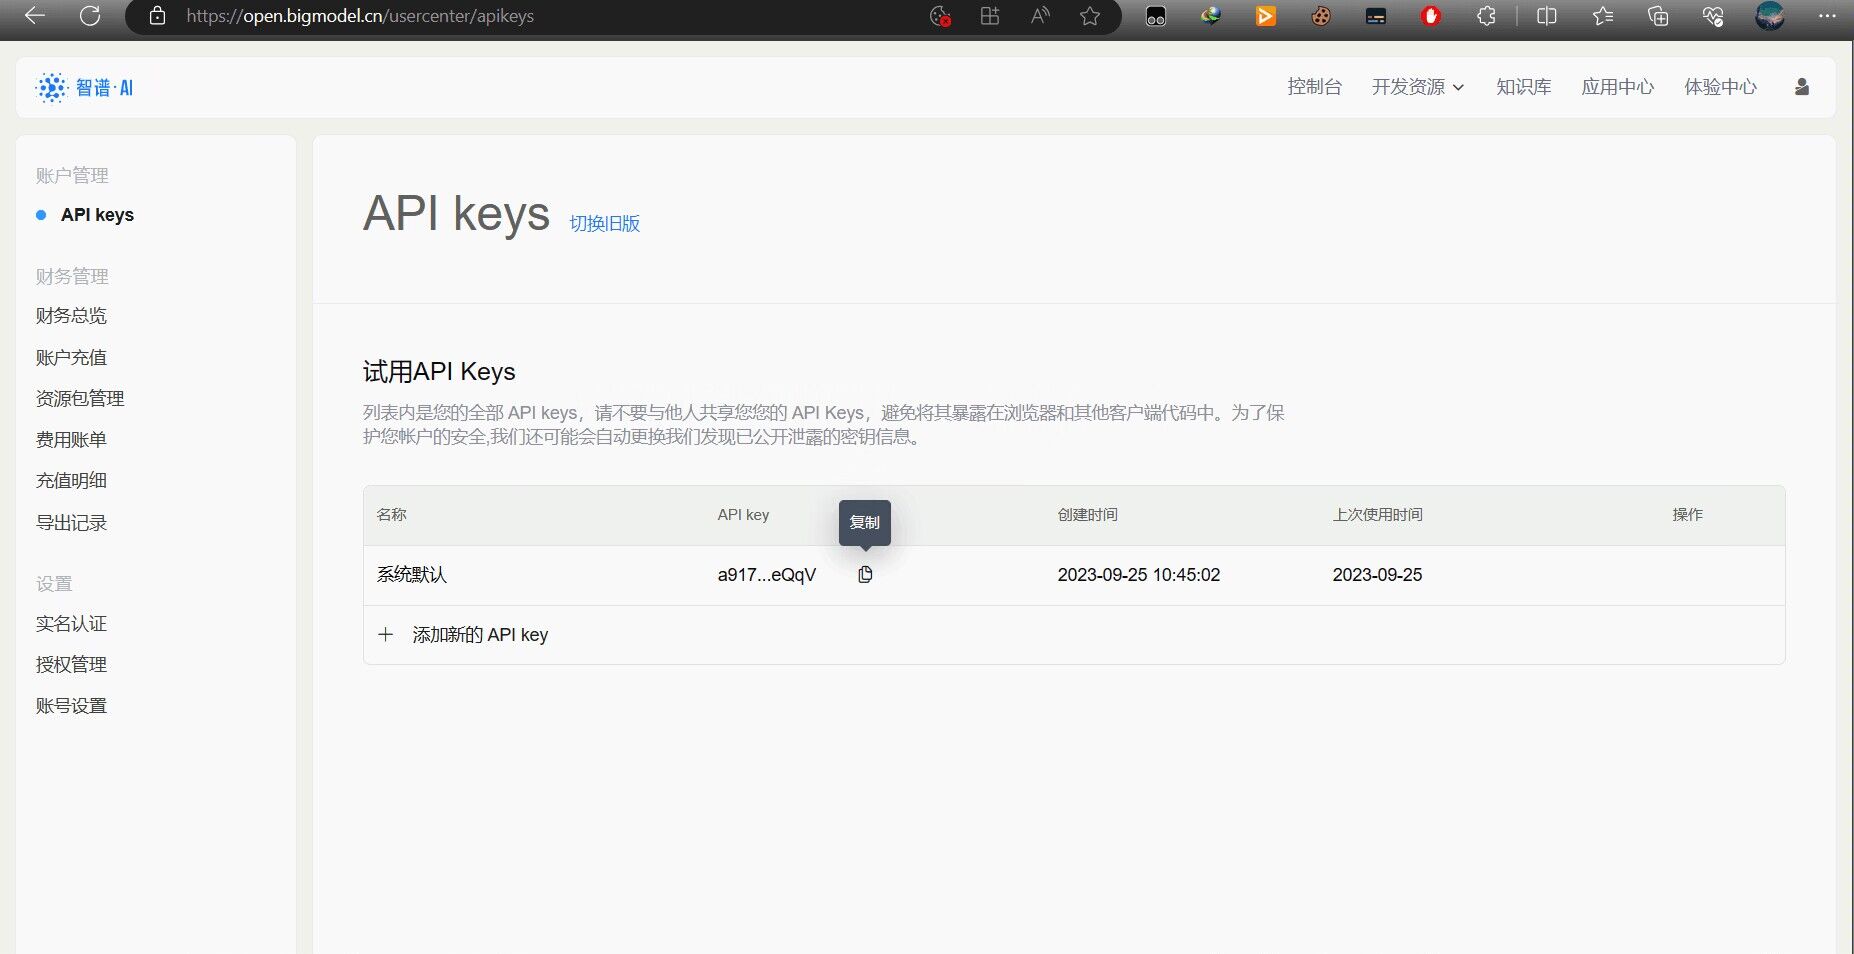 https://open.bigmodel.cn/usercenter/apikeys
智谱·AI
控制台
开发资源
知识库
应用中心
体验中心
账户管理
API keys
财务管理
财务总览
账户充值
资源包管理
费用账单
充值明细
导出记录
设置
实名认证
授权管理
账号设置
API keys 切换旧版
试用API Keys
列表内是您的全部 API keys，请不要与他人共享您您的 API Keys，避免将其暴露在浏览器和其他客户端代码中。为了保
护您帐户的安全,我们还可能会自动更换我们发现已公开泄露的密钥信息。
名称 API key 创建时间 上次使用时间 操作
复制
系统默认 a917...eQqV 2023-09-25 10:45:02 2023-09-25
添加新的 API key